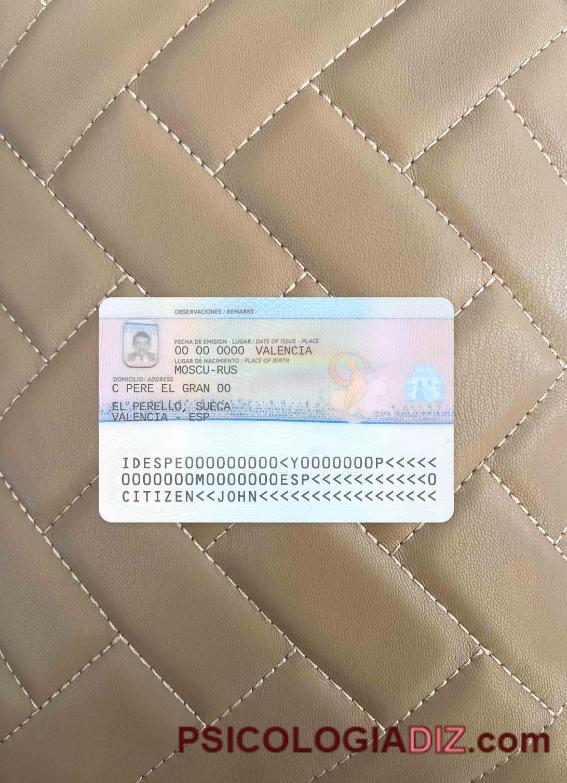 OBSERVACIONES / REMARKS
FECHA DE EMISION - LUGAR / DATE OF ISSUE - PLACE
00 00 0000 VALENCIA
LUGAR DE NACIMIENTO / PLACE OF BIRTH
MOSCU-RUS
DOMICILIO / ADDRESS
C PERE EL GRAN 00
EL PERELLO, SUECA
VALENCIA - ESP
IDESPE000000000<Y0000000P<<<<<
0000000M0000000ESP<<<<<<<<<<<0
CITIZEN<<JOHN<<<<<<<<<<<<<<<<<
PSICOLOGIADIZ.com